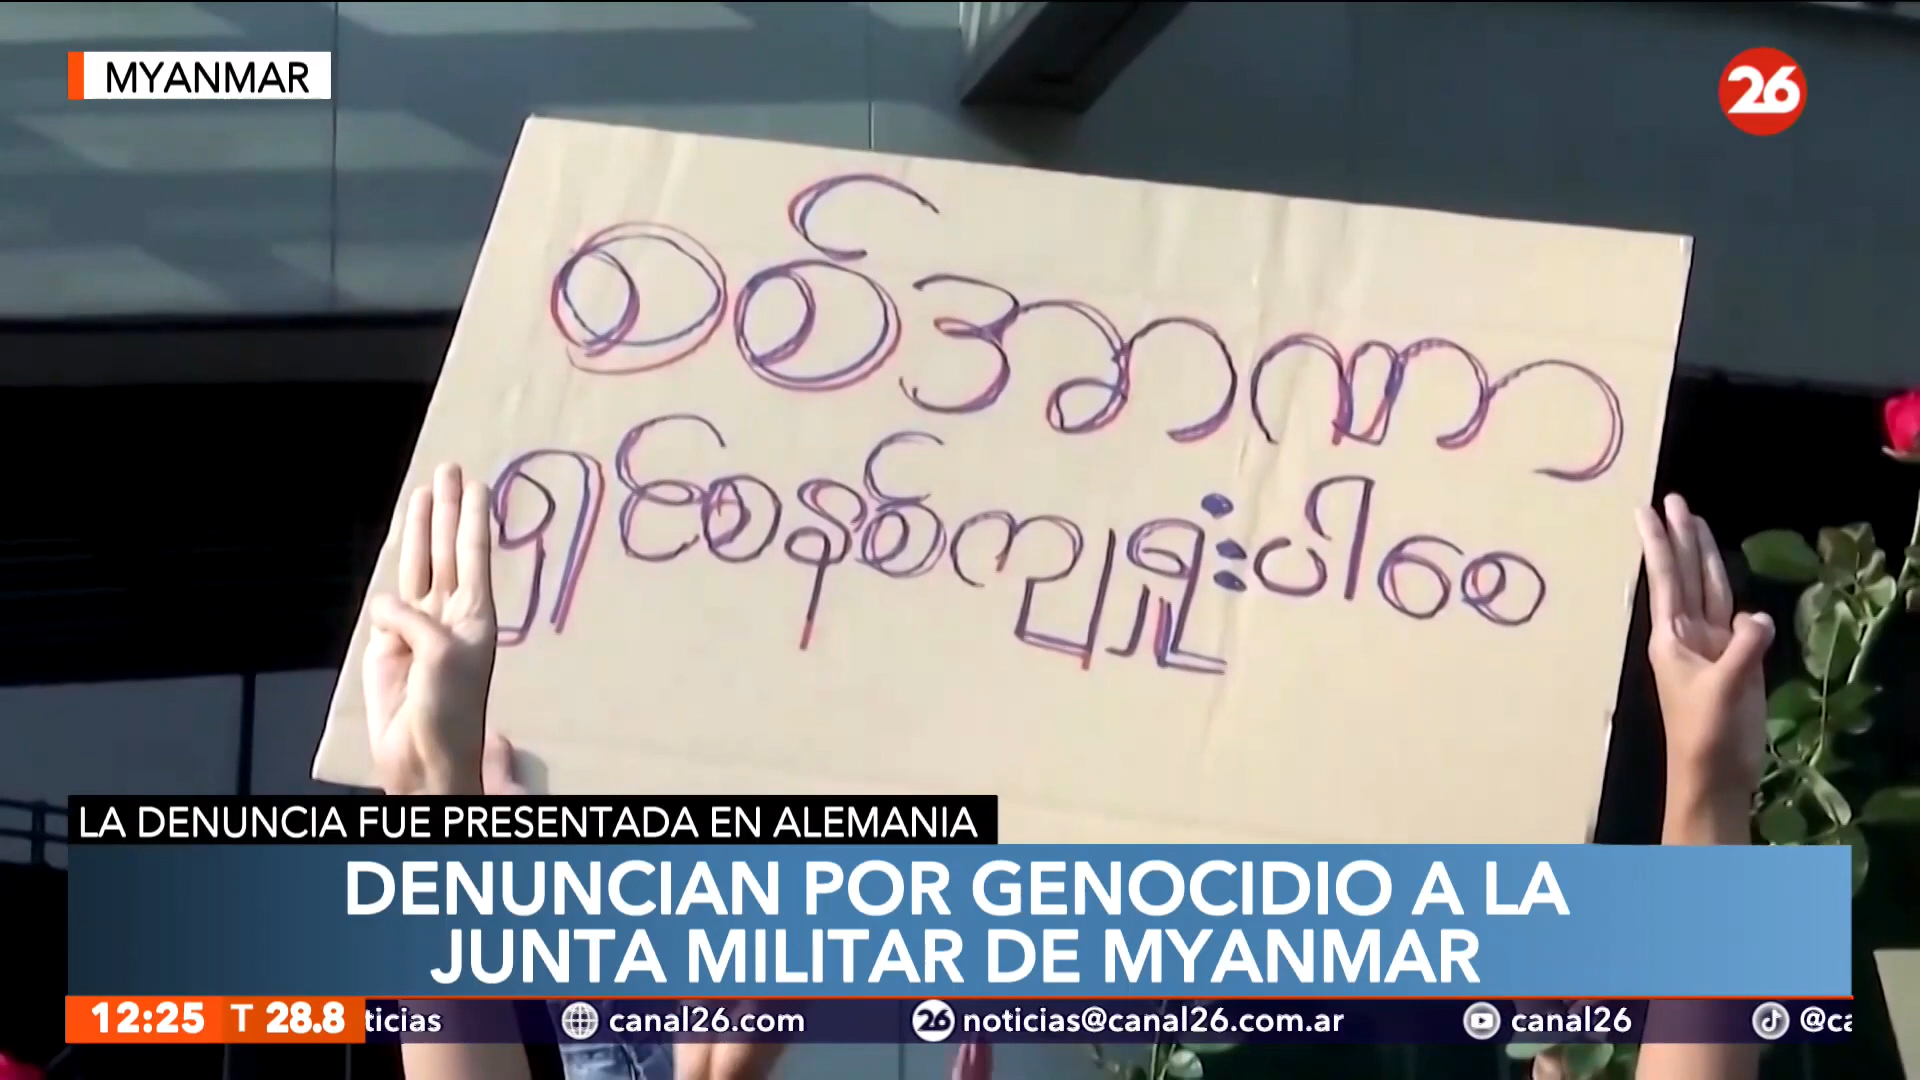 MYANMAR
26
စစ်အာဏာ
ရှင်စနစ်ကျရှုံးပါစေ
LA DENUNCIA FUE PRESENTADA EN ALEMANIA
DENUNCIAN POR GENOCIDIO A LA
JUNTA MILITAR DE MYANMAR
12:25 T 28.8 ticias canal26.com 26 noticias@canal26.com.ar canal26 @ca